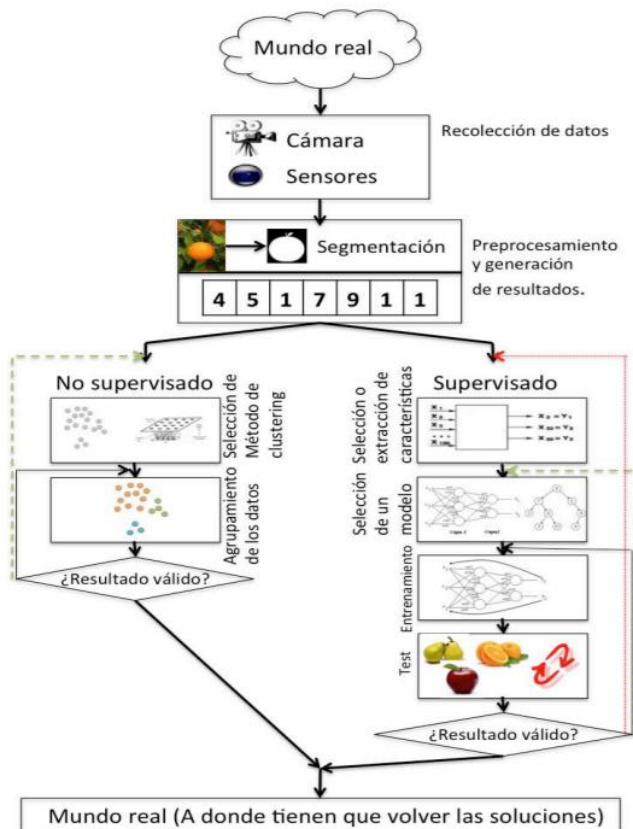 Mundo real
Cámara
Sensores
Recolección de datos
Segmentación
4 5 1 7 9 1 1
Preprocesamiento
y generación
de resultados.
No supervisado
Selección de
Método de
clustering
Agrupamiento
de los datos
¿Resultado válido?
Supervisado
Selección o
extracción de
características
Selección
de un
modelo
Entrenamiento
Test
¿Resultado válido?
Mundo real (A donde tienen que volver las soluciones)